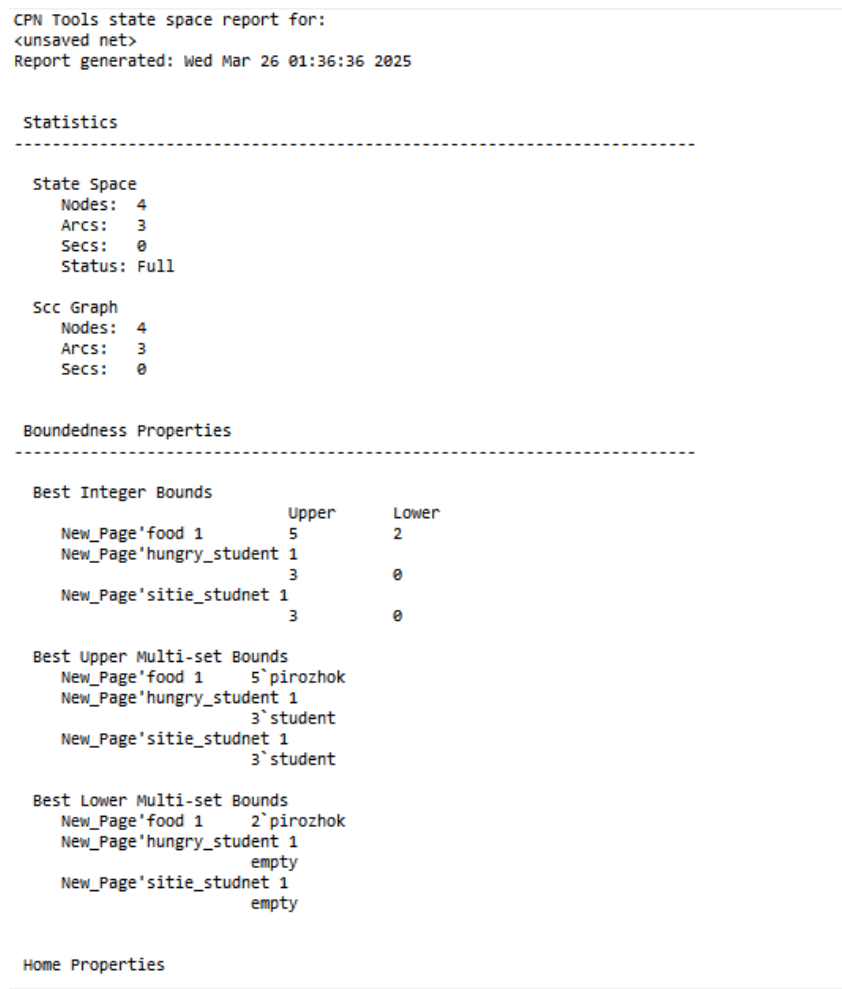 CPN Tools state space report for:
<unsaved net>
Report generated: Wed Mar 26 01:36:36 2025
Statistics
------------------------------------------------------------------------
State Space
Nodes:  4
Arcs:   3
Secs:   0
Status: Full
Scc Graph
Nodes:  4
Arcs:   3
Secs:   0
Boundedness Properties
------------------------------------------------------------------------
Best Integer Bounds
Upper      Lower
New_Page'food 1         5          2
New_Page'hungry_student 1
3          0
New_Page'sitie_studnet 1
3          0
Best Upper Multi-set Bounds
New_Page'food 1     5`pirozhok
New_Page'hungry_student 1
3`student
New_Page'sitie_studnet 1
3`student
Best Lower Multi-set Bounds
New_Page'food 1     2`pirozhok
New_Page'hungry_student 1
empty
New_Page'sitie_studnet 1
empty
Home Properties